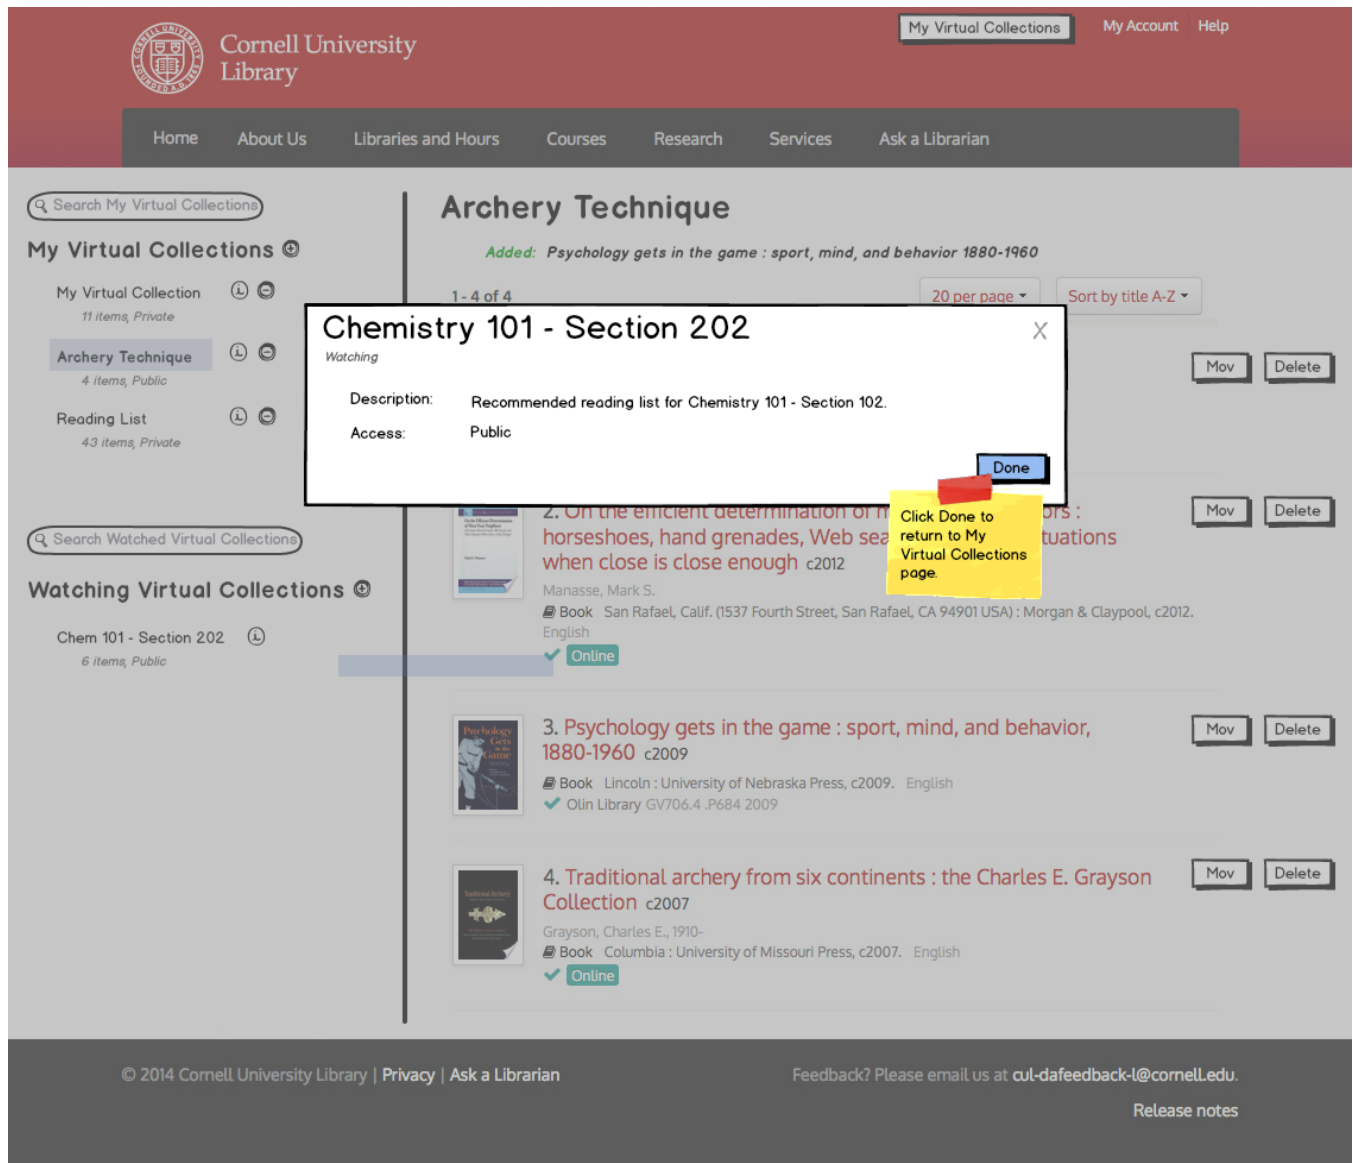 Cornell University
Library
My Virtual Collections
My Account
Help
Home
About Us
Libraries and Hours
Courses
Research
Services
Ask a Librarian
Search My Virtual Collections
My Virtual Collections
My Virtual Collection
11 items, Private
Archery Technique
4 items, Public
Reading List
43 items, Private
Search Watched Virtual Collections
Watching Virtual Collections
Chem 101 - Section 202
6 items, Public
Archery Technique
Added: Psychology gets in the game : sport, mind, and behavior 1880-1960
1 - 4 of 4
20 per page
Sort by title A-Z
Chemistry 101 - Section 202
X
Watching
Description: Recommended reading list for Chemistry 101 - Section 102.
Access: Public
Done
Click Done to
return to My
Virtual Collections
page.
Mov
Delete
2. On the efficient determination of
horseshoes, hand grenades, Web
when close is close enough c2012
Manasse, Mark S.
Book San Rafael, Calif. (1537 Fourth Street, San Rafael, CA 94901 USA) : Morgan & Claypool, c2012.
English
Online
Mov
Delete
Psychology
Gets
in the
Game
3. Psychology gets in the game : sport, mind, and behavior,
1880-1960 c2009
Book Lincoln : University of Nebraska Press, c2009. English
Olin Library GV706.4 .P684 2009
Mov
Delete
Traditional Archery
4. Traditional archery from six continents : the Charles E. Grayson
Collection c2007
Grayson, Charles E., 1910-
Book Columbia : University of Missouri Press, c2007. English
Online
Mov
Delete
© 2014 Cornell University Library | Privacy | Ask a Librarian
Feedback? Please email us at cul-dafeedback-l@cornell.edu.
Release notes